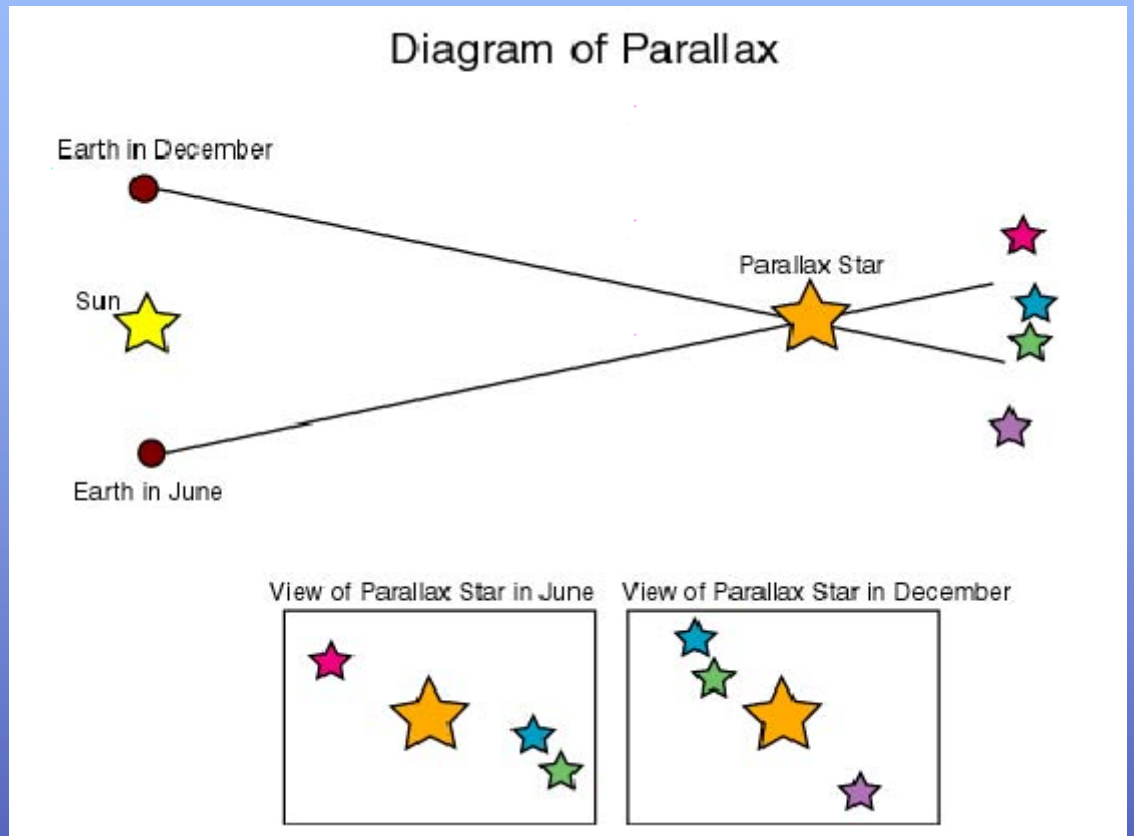 Diagram of Parallax
Earth in December
Sun
Parallax Star
Earth in June
View of Parallax Star in June
View of Parallax Star in December